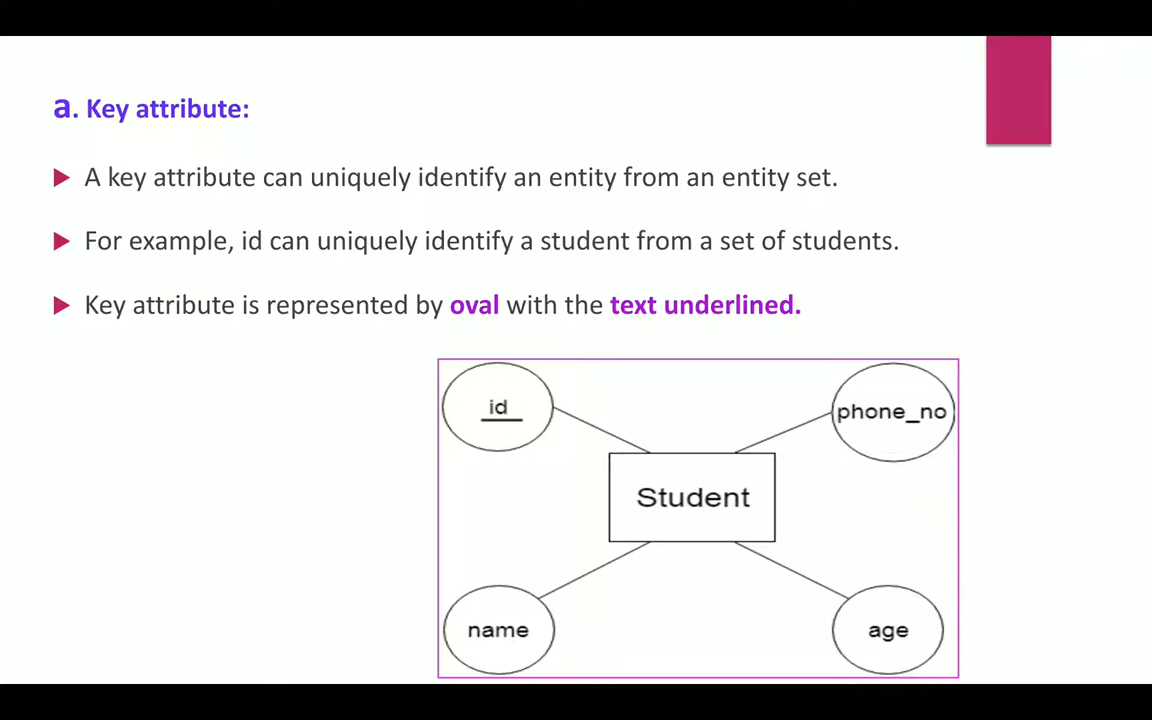 a. Key attribute:
A key attribute can uniquely identify an entity from an entity set.
For example, id can uniquely identify a student from a set of students.
Key attribute is represented by oval with the text underlined.
id
phone_no
Student
name
age